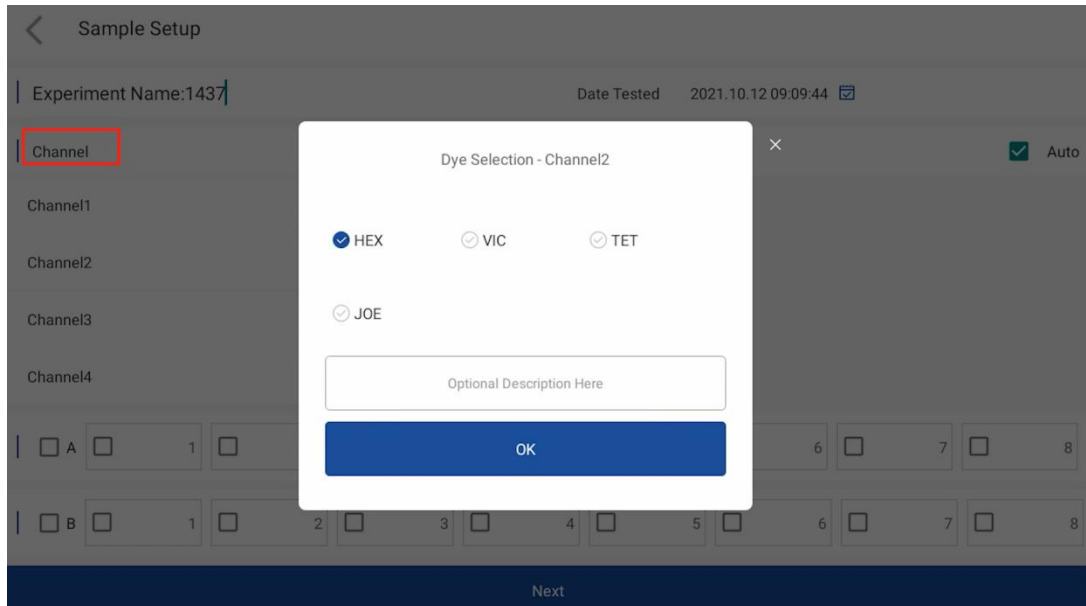 Sample Setup
Experiment Name:1437
Date Tested 2021.10.12 09:09:44
Channel
Auto
Dye Selection - Channel2
Channel1
HEX VIC TET
Channel2
JOE
Channel3
Channel4
Optional Description Here
OK
A 1 6 7 8
B 1 2 3 4 5 6 7 8
Next